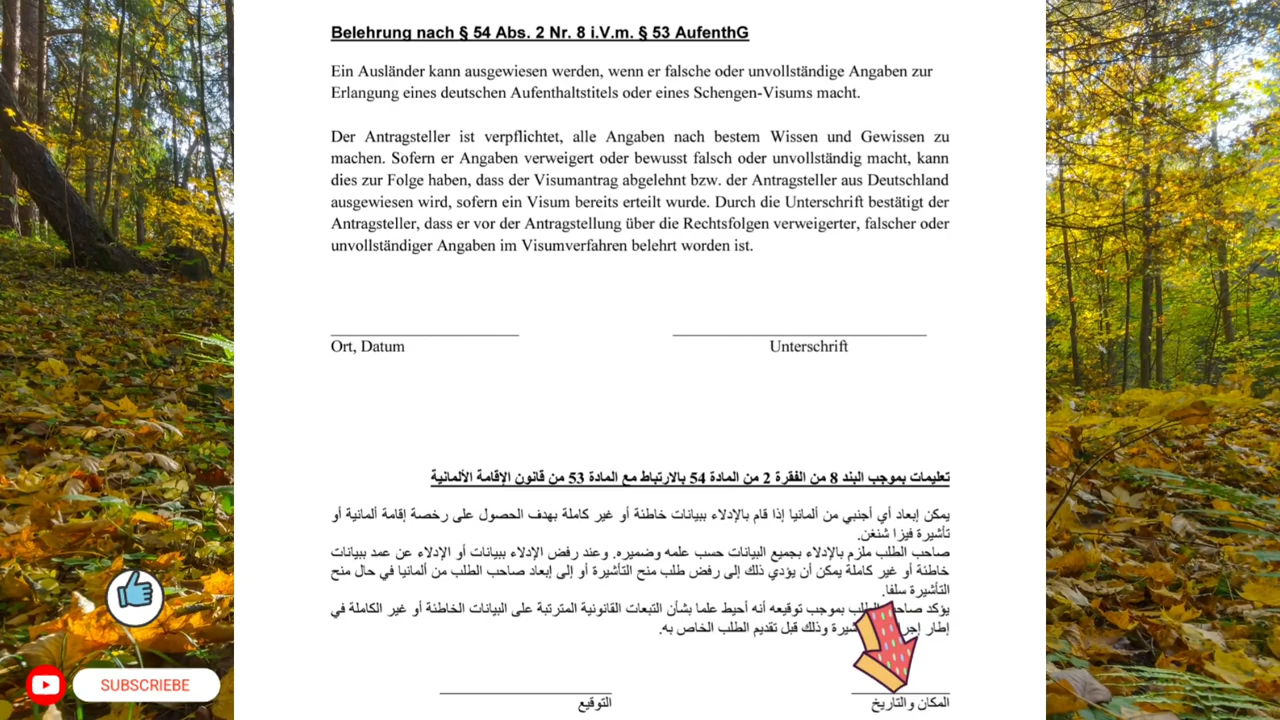 Belehrung nach § 54 Abs. 2 Nr. 8 i.V.m. § 53 AufenthG
Ein Ausländer kann ausgewiesen werden, wenn er falsche oder unvollständige Angaben zur
Erlangung eines deutschen Aufenthaltstitels oder eines Schengen-Visums macht.
Der Antragsteller ist verpflichtet, alle Angaben nach bestem Wissen und Gewissen zu
machen. Sofern er Angaben verweigert oder bewusst falsch oder unvollständig macht, kann
dies zur Folge haben, dass der Visumantrag abgelehnt bzw. der Antragsteller aus Deutschland
ausgewiesen wird, sofern ein Visum bereits erteilt wurde. Durch die Unterschrift bestätigt der
Antragsteller, dass er vor der Antragstellung über die Rechtsfolgen verweigerter, falscher oder
unvollständiger Angaben im Visumverfahren belehrt worden ist.
Ort, Datum
Unterschrift
تعليمات بموجب البند 8 من الفقرة 2 من المادة 54 بالارتباط مع المادة 53 من قانون الإقامة الألمانية
يمكن إبعاد أي أجنبي من ألمانيا إذا قام بالإدلاء ببيانات خاطئة أو غير كاملة بهدف الحصول على رخصة إقامة ألمانية أو
تأشيرة فيزا شنغن.
صاحب الطلب ملزم بالإدلاء بجميع البيانات حسب علمه وضميره. وعند رفض الإدلاء ببيانات أو الإدلاء عن عمد ببيانات
خاطئة أو غير كاملة يمكن أن يؤدي ذلك إلى رفض طلب منح التأشيرة أو إلى إبعاد صاحب الطلب من ألمانيا في حال منح
التأشيرة سلفا.
يؤكد الطلب بموجب توقيعه أنه أحيط علما بشأن التبعات القانونية المترتبة على البيانات الخاطئة أو غير الكاملة في
إطار وذلك قبل تقديم الطلب الخاص به.
المكان والتاريخ
التوقيع
SUBSCRIEBE